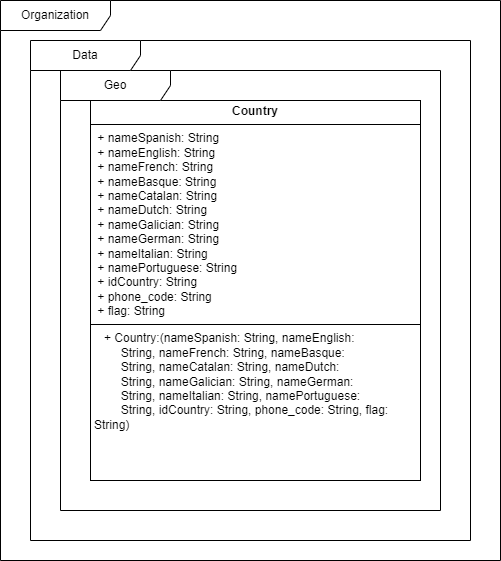 Organization
Data
Geo
Country
+ nameSpanish: String
+ nameEnglish: String
+ nameFrench: String
+ nameBasque: String
+ nameCatalan: String
+ nameDutch: String
+ nameGalician: String
+ nameGerman: String
+ nameItalian: String
+ namePortuguese: String
+ idCountry: String
+ phone_code: String
+ flag: String
+ Country:(nameSpanish: String, nameEnglish:
String, nameFrench: String, nameBasque:
String, nameCatalan: String, nameDutch:
String, nameGalician: String, nameGerman:
String, nameItalian: String, namePortuguese:
String, idCountry: String, phone_code: String, flag:
String)